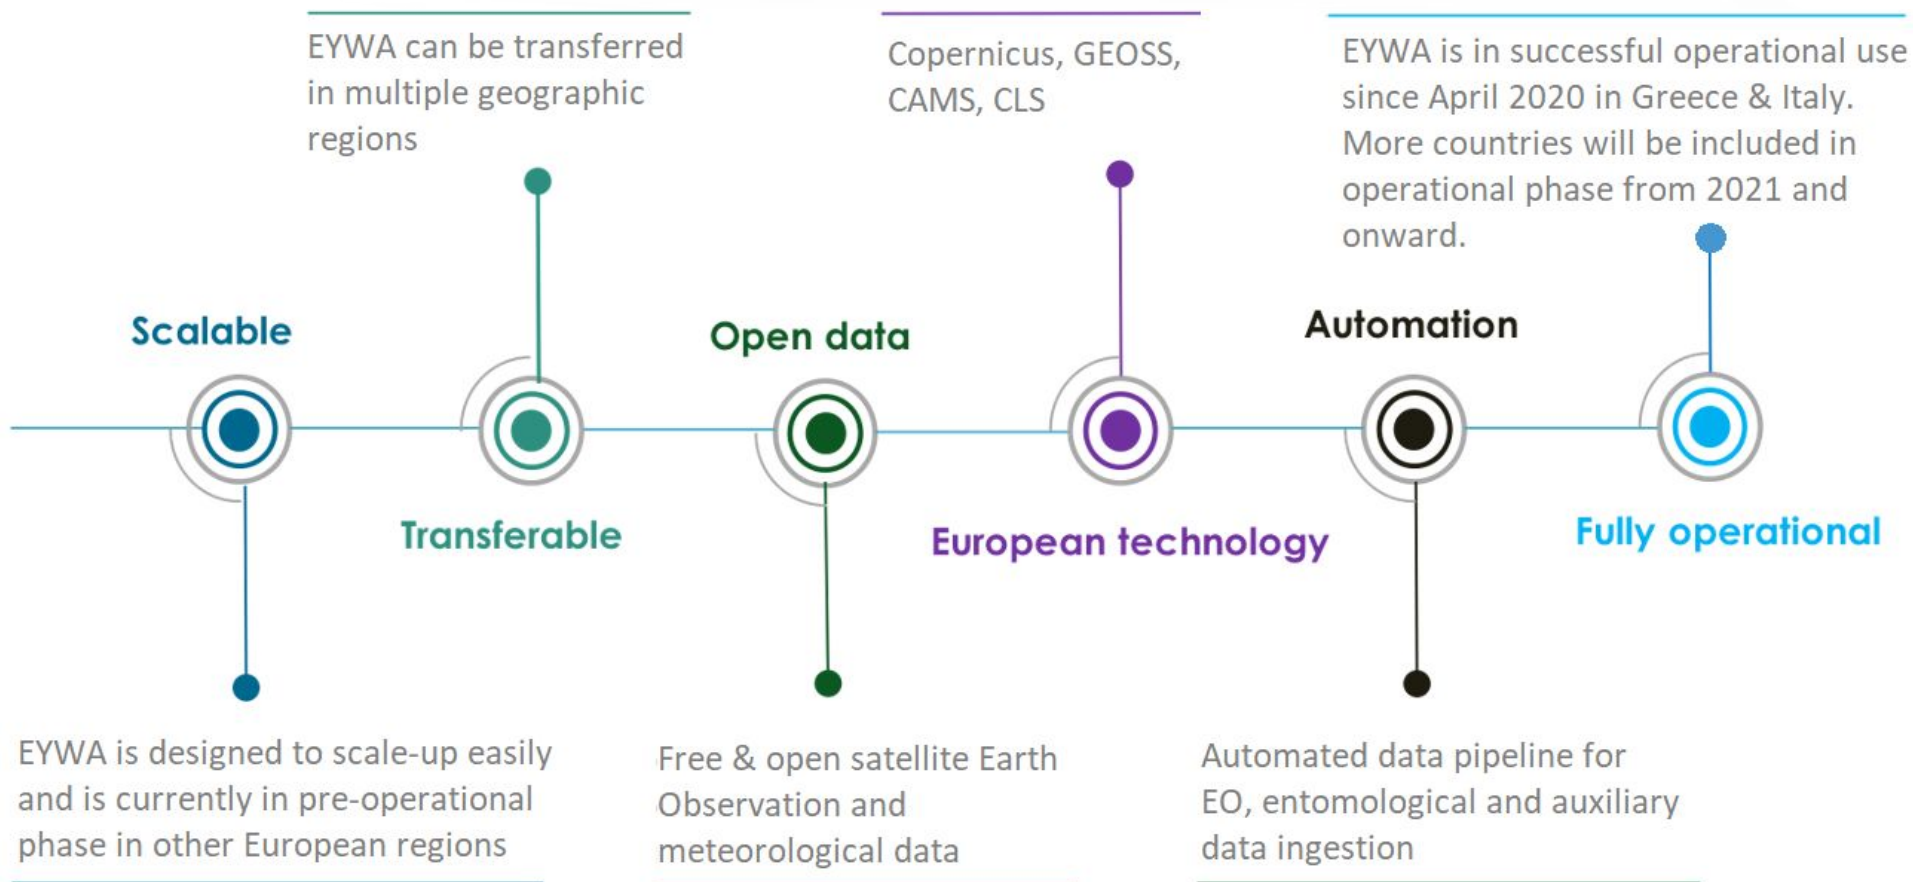 EYWA can be transferred
in multiple geographic
regions
Copernicus, GEOSS,
CAMS, CLS
EYWA is in successful operational use
since April 2020 in Greece & Italy.
More countries will be included in
operational phase from 2021 and
onward.
Scalable
Open data
Automation
Transferable
European technology
Fully operational
EYWA is designed to scale-up easily
and is currently in pre-operational
phase in other European regions
Free & open satellite Earth
Observation and
meteorological data
Automated data pipeline for
EO, entomological and auxiliary
data ingestion